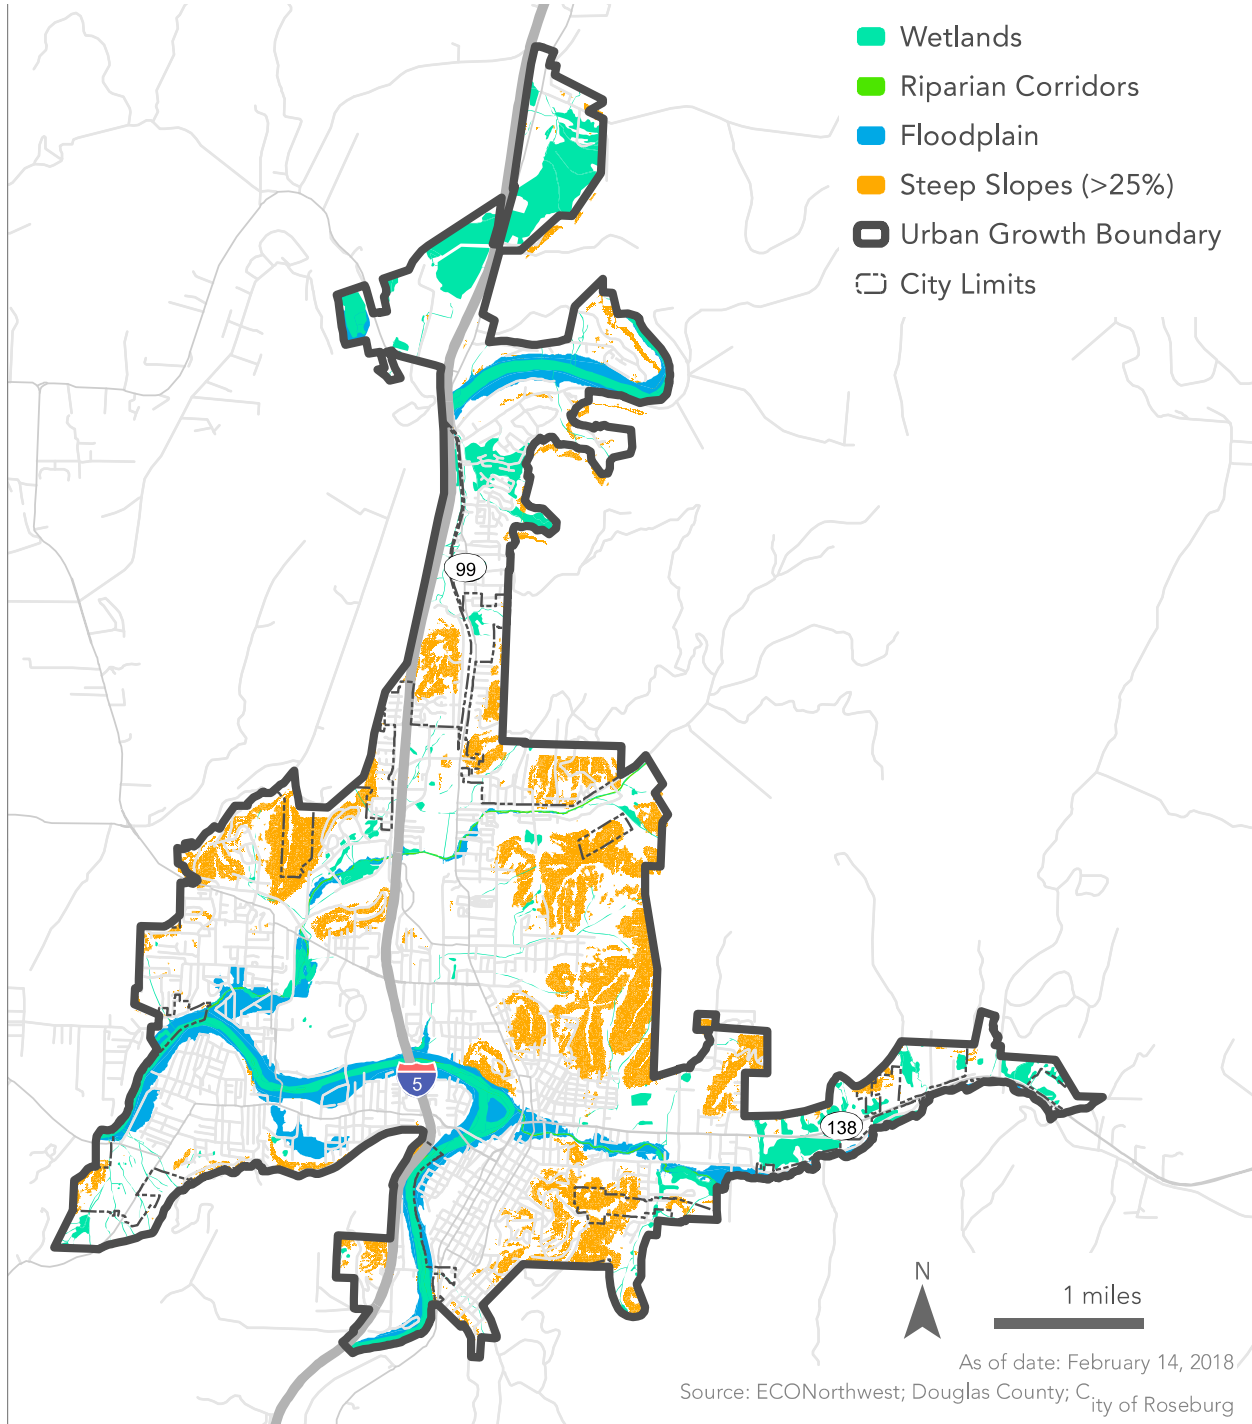 Wetlands
Riparian Corridors
Floodplain
Steep Slopes (>25%)
Urban Growth Boundary
City Limits
99
5
138
N
1 miles
As of date: February 14, 2018
Source: ECONorthwest; Douglas County; City of Roseburg